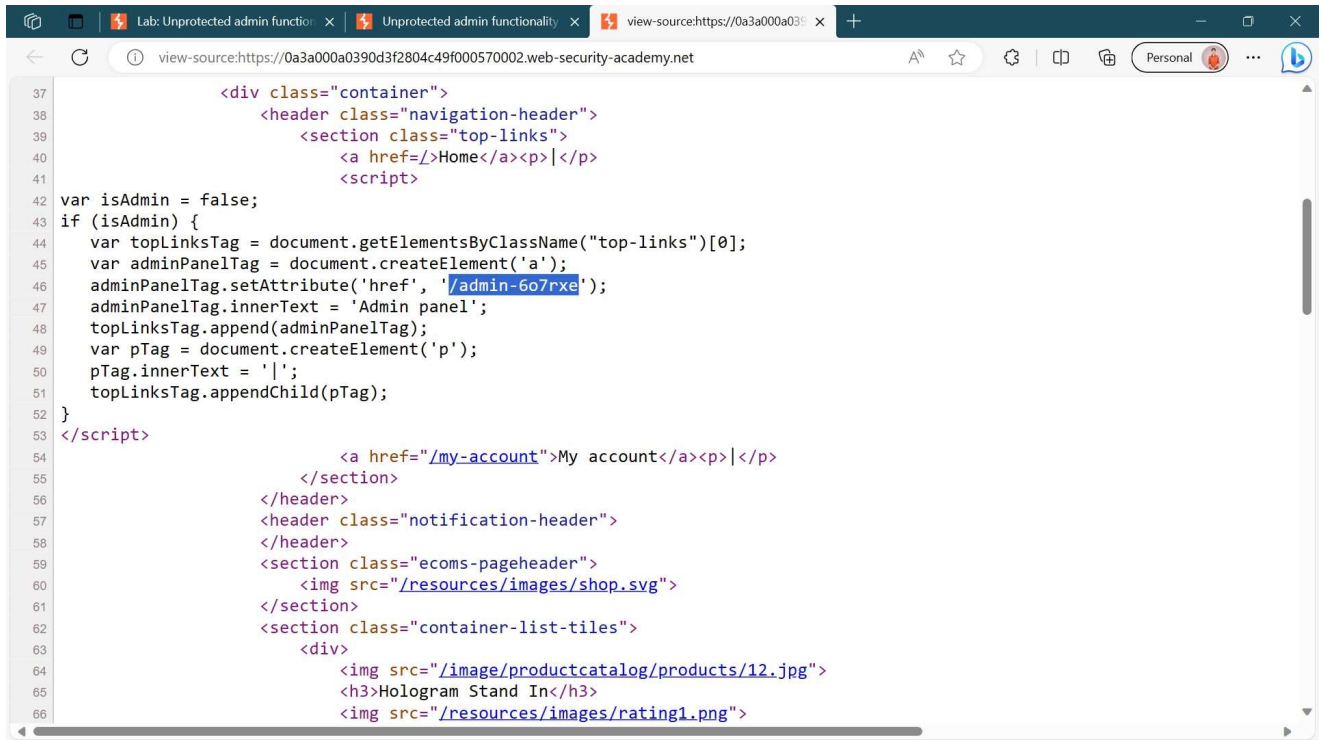 Lab: Unprotected admin function
Unprotected admin functionality
view-source:https://0a3a000a039
view-source:https://0a3a000a0390d3f2804c49f000570002.web-security-academy.net
Personal
37 <div class="container">
38 <header class="navigation-header">
39 <section class="top-links">
40 <a href=/>Home</a><p>|</p>
41 <script>
42 var isAdmin = false;
43 if (isAdmin) {
44 var topLinksTag = document.getElementsByClassName("top-links")[0];
45 var adminPanelTag = document.createElement('a');
46 adminPanelTag.setAttribute('href', '/admin-6o7rxe');
47 adminPanelTag.innerText = 'Admin panel';
48 topLinksTag.append(adminPanelTag);
49 var pTag = document.createElement('p');
50 pTag.innerText = '|';
51 topLinksTag.appendChild(pTag);
52 }
53 </script>
54 <a href="/my-account">My account</a><p>|</p>
55 </section>
56 </header>
57 <header class="notification-header">
58 </header>
59 <section class="ecoms-pageheader">
60 <img src="/resources/images/shop.svg">
61 </section>
62 <section class="container-list-tiles">
63 <div>
64 <img src="/image/productcatalog/products/12.jpg">
65 <h3>Hologram Stand In</h3>
66 <img src="/resources/images/rating1.png">